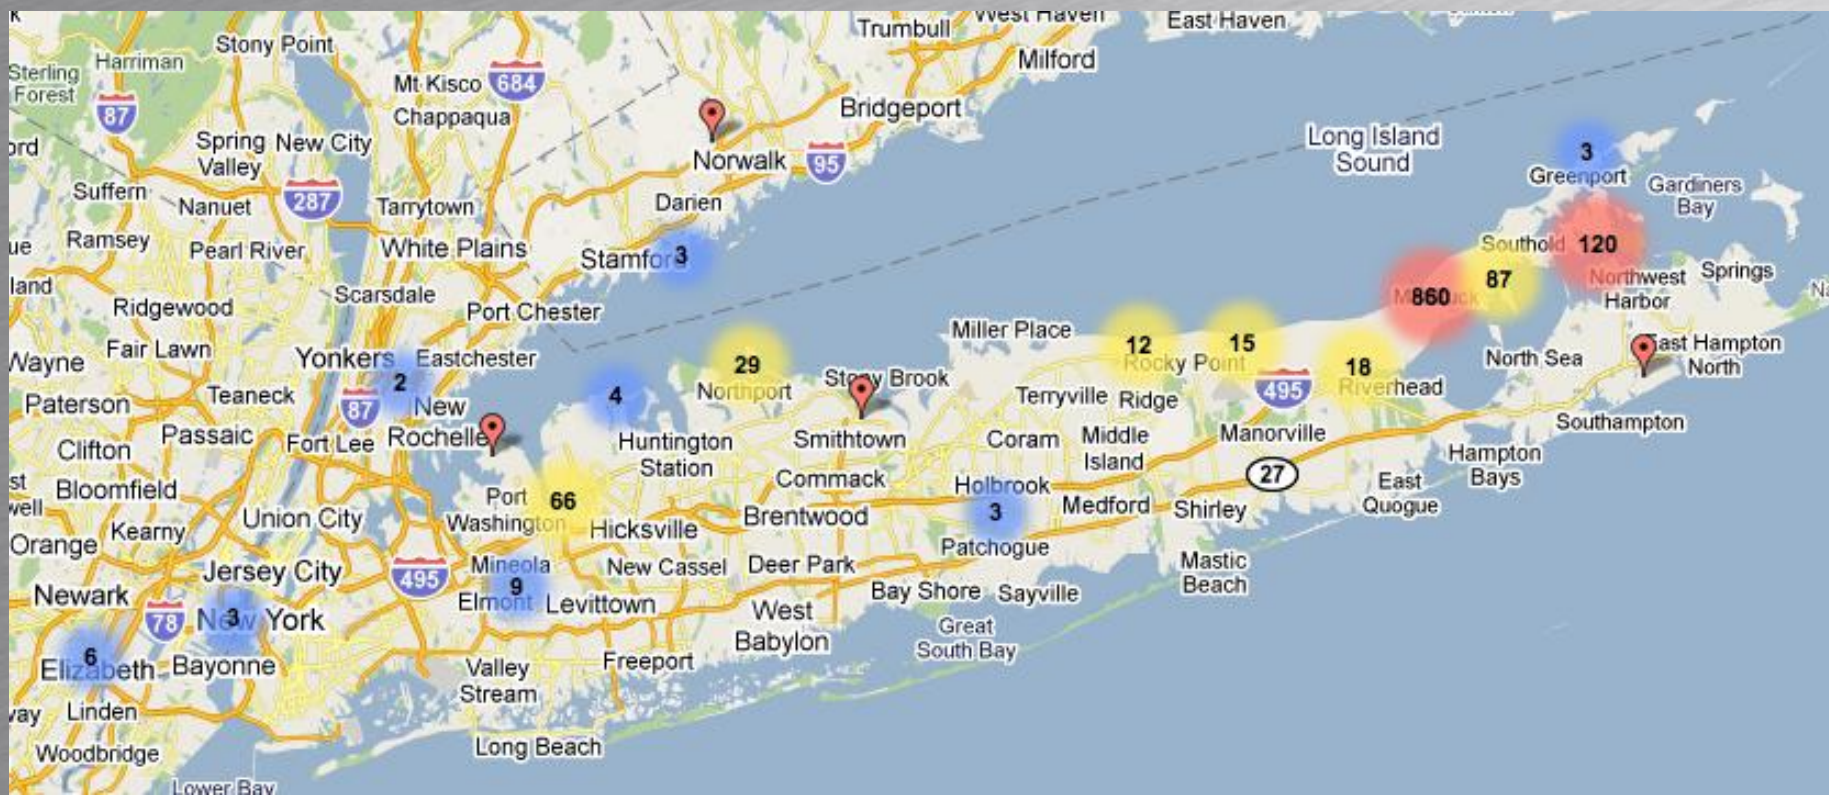 West Haven
East Haven
Trumbull
Stony Point
Milford
Harriman
Sterling
Forest
Mt Kisco
684
87
Chappaqua
Bridgeport
Spring
Valley
New City
Long Island
Sound
3
Norwalk
95
Greenport
Suffern
287
Gardiners
Bay
Nanuet
Tarrytown
Darien
Ramsey
Pearl River
White Plains
Stamford
3
Southold
120
87
Northwest
Harbor
Springs
Scarsdale
860
Ridgewood
Port Chester
Miller Place
12
15
Rocky Point
Fair Lawn
Wayne
Yonkers
Eastchester
29
Northport
Stony Brook
18
Riverhead
North Sea
East Hampton
North
2
4
495
Teaneck
87
New
Rochelle
Paterson
Terryville
Ridge
Passaic
Fort Lee
Huntington
Station
Smithtown
Coram
Middle
Island
Manorville
Southampton
Clifton
Hampton
Bays
Commack
27
Bloomfield
Port
Washington
66
Holbrook
East
Quogue
Union City
Hicksville
Brentwood
3
Medford
Shirley
Kearny
Orange
Patchogue
Jersey City
495
Mineola
New Cassel
Deer Park
Mastic
Beach
9
Newark
78
New York
3
Elmont
Levittown
West
Babylon
Bay Shore
Sayville
Great
South Bay
6
Elizabeth
Bayonne
Valley
Stream
Freeport
Linden
Woodbridge
Long Beach
Lower Bay